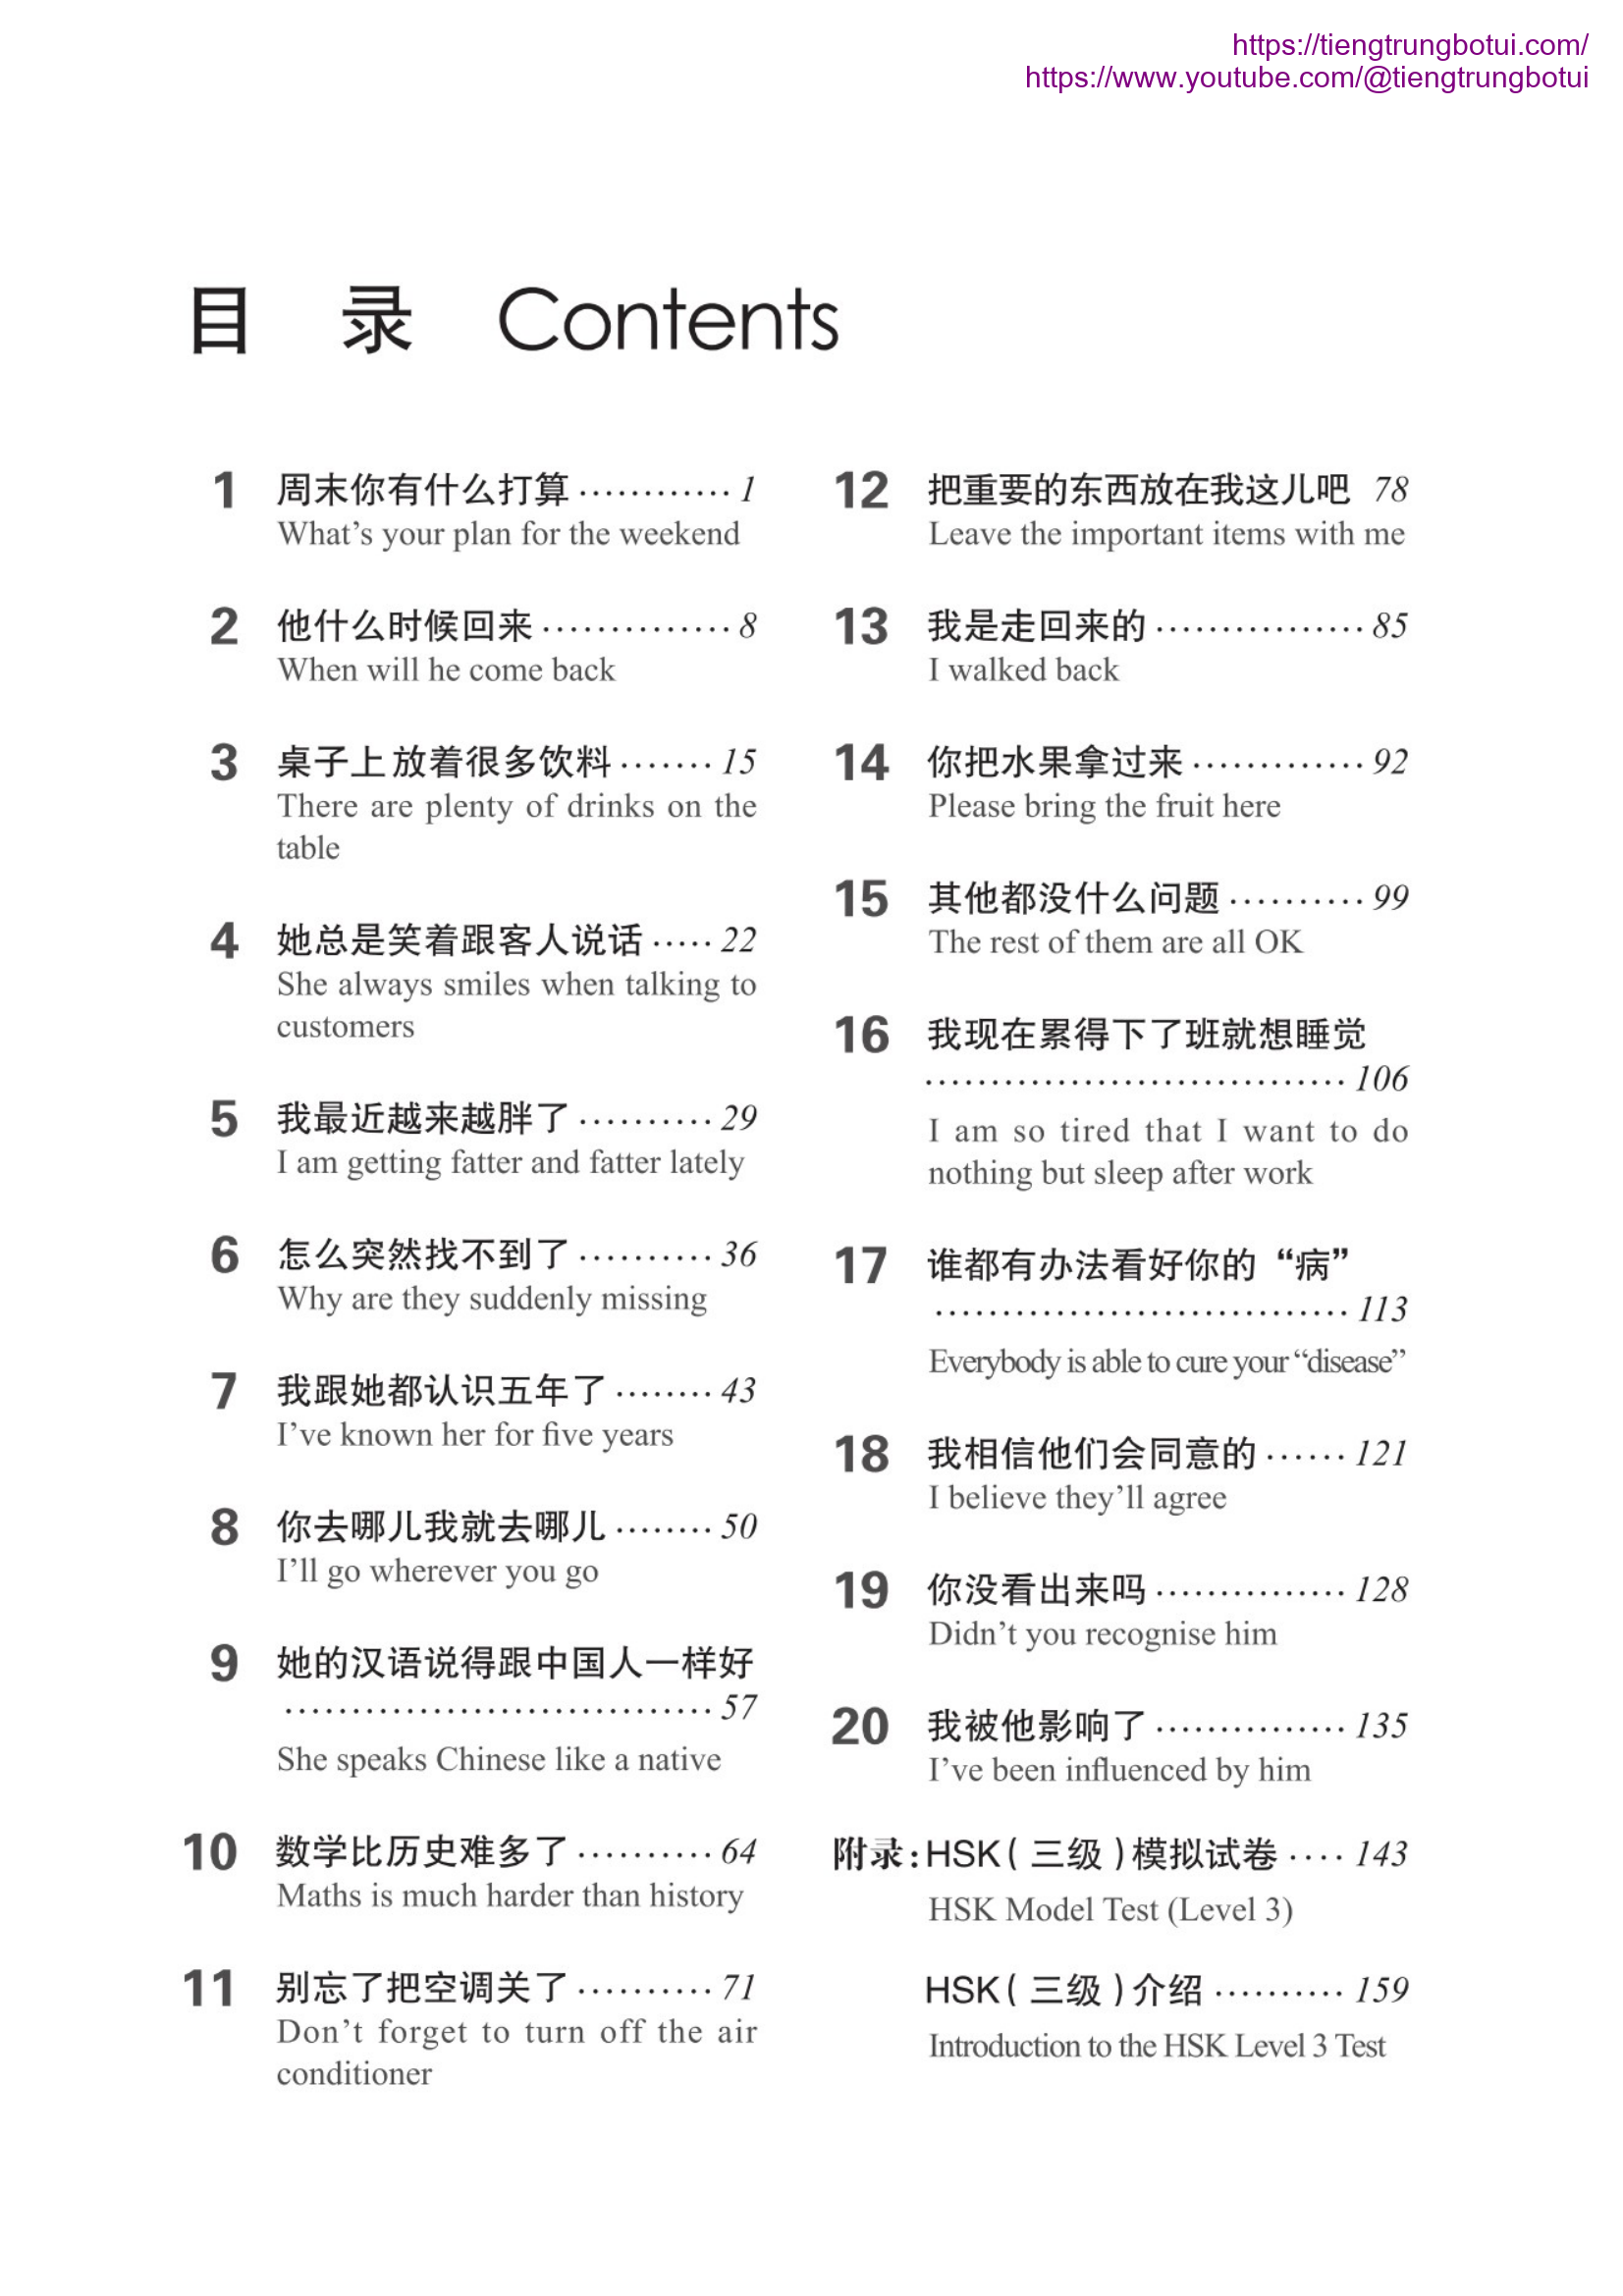 https://tiengtrungbotui.com/
https://www.youtube.com/@tiengtrungbotui
目 录 Contents
1 周末你有什么打算 ············ 1
What's your plan for the weekend
2 他什么时候回来 ·············· 8
When will he come back
3 桌子上放着很多饮料 ······· 15
There are plenty of drinks on the
table
4 她总是笑着跟客人说话 ····· 22
She always smiles when talking to
customers
5 我最近越来越胖了 ·········· 29
I am getting fatter and fatter lately
6 怎么突然找不到了 ·········· 36
Why are they suddenly missing
7 我跟她都认识五年了 ········ 43
I've known her for five years
8 你去哪儿我就去哪儿 ········ 50
I'll go wherever you go
9 她的汉语说得跟中国人一样好
································ 57
She speaks Chinese like a native
10 数学比历史难多了 ·········· 64
Maths is much harder than history
11 别忘了把空调关了 ·········· 71
Don't forget to turn off the air
conditioner
12 把重要的东西放在我这儿吧 78
Leave the important items with me
13 我是走回来的 ················ 85
I walked back
14 你把水果拿过来 ············· 92
Please bring the fruit here
15 其他都没什么问题 ·········· 99
The rest of them are all OK
16 我现在累得下了班就想睡觉
································ 106
I am so tired that I want to do
nothing but sleep after work
17 谁都有办法看好你的“病”
······························· 113
Everybody is able to cure your “disease”
18 我相信他们会同意的 ······ 121
I believe they'll agree
19 你没看出来吗 ··············· 128
Didn't you recognise him
20 我被他影响了 ··············· 135
I've been influenced by him
附录:HSK(三级)模拟试卷 ···· 143
HSK Model Test (Level 3)
HSK(三级)介绍 ·········· 159
Introduction to the HSK Level 3 Test